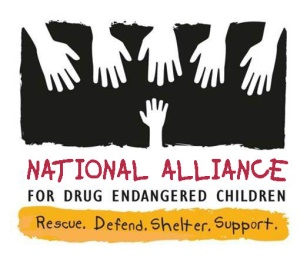 NATIONAL ALLIANCE
FOR DRUG ENDANGERED CHILDREN
Rescue. Defend. Shelter. Support.